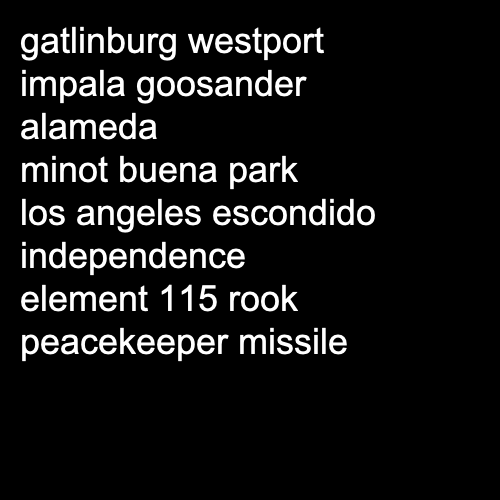 gatlinburg westport
impala goosander
alameda
minot buena park
los angeles escondido
independence
element 115 rook
peacekeeper missile